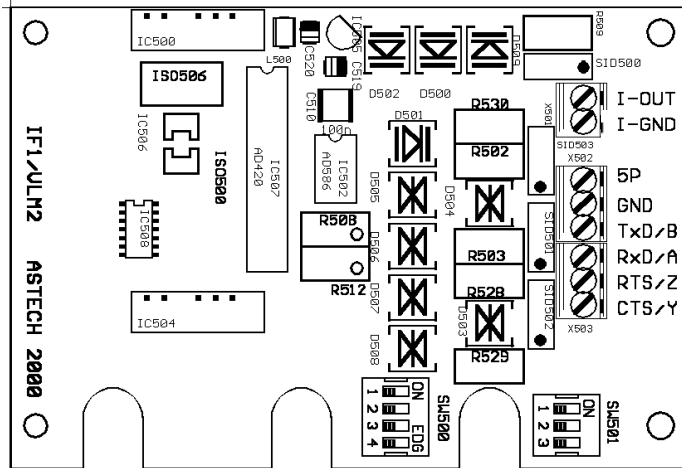 IC500
L500
C520
IC505
C519
D502
D500
D509
R509
SID500
ISO506
IC506
ISO500
C510
100n
IC507
AD420
IC502
AD586
D501
R530
R502
X501
I-OUT
I-GND
SID503
X502
5P
GND
TxD/B
RxD/A
RTS/Z
CTS/Y
X503
D505
D504
SID501
R508
D506
R503
R512
R528
D507
D503
SID502
D508
R529
IC508
IC504
IF1/VLM2 ASTECH 2000
ON
1
2
3
4
EDG
SW500
ON
1
2
3
SW501